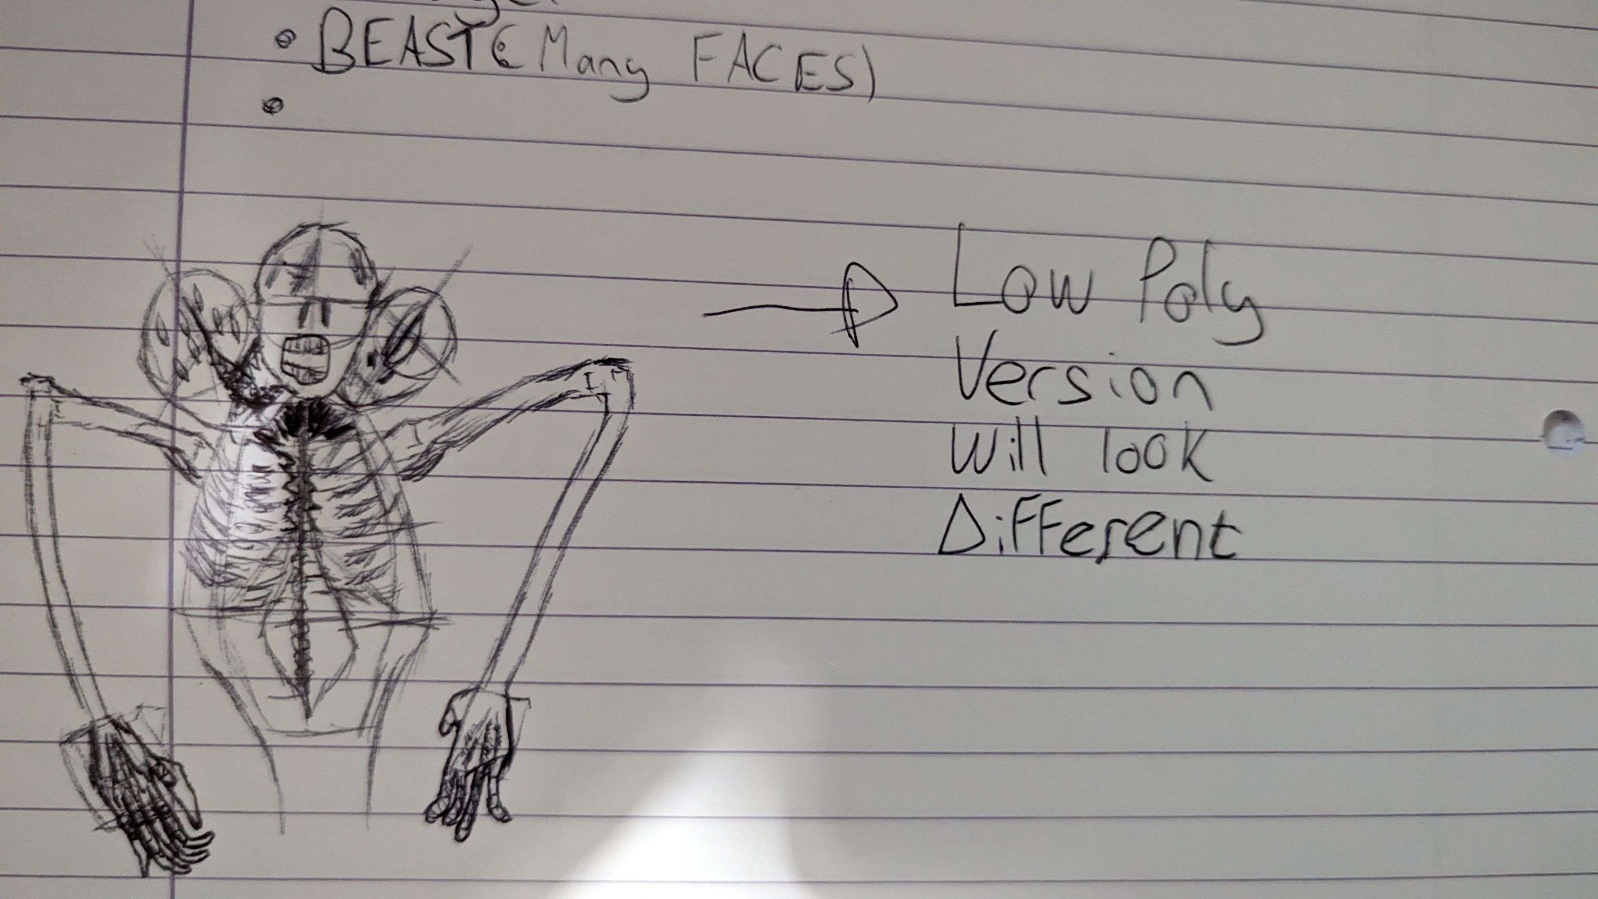 • BEAST (Many FACES)
•
Low Poly
Version
Will look
Different